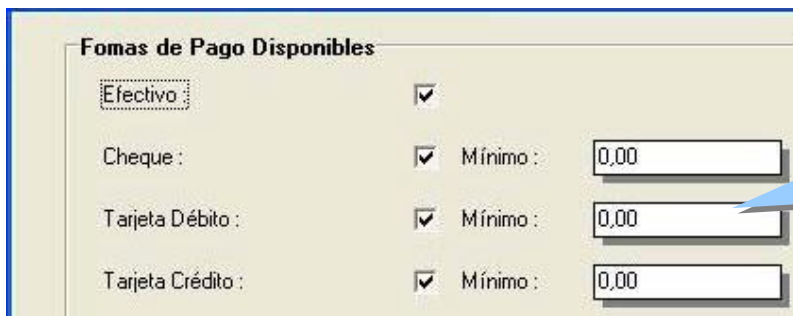 Fomas de Pago Disponibles
Efectivo :
Cheque : Mínimo : 0,00
Tarjeta Débito : Mínimo : 0,00
Tarjeta Crédito : Mínimo : 0,00